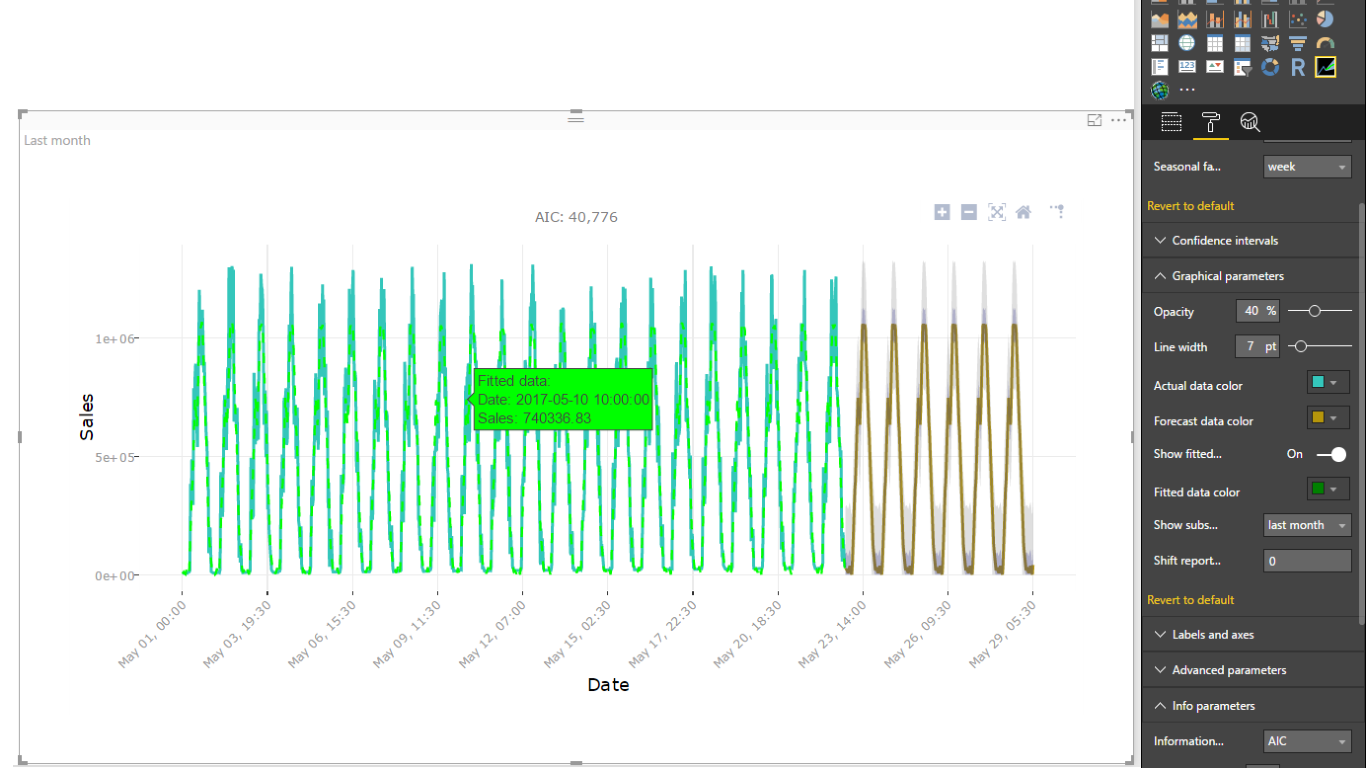 123
R
Last month
Seasonal fa...
week
Revert to default
AIC: 40,776
Confidence intervals
Graphical parameters
Opacity
40 %
1e+06
Line width
7 pt
Fitted data:
Date: 2017-05-10 10:00:00
Sales: 740336.83
Actual data color
Sales
Forecast data color
5e+05
Show fitted...
On
Fitted data color
Show subs...
last month
Shift report...
0
0e+00
Revert to default
May 01, 00:00
May 03, 19:30
May 06, 15:30
May 09, 11:30
May 12, 07:00
May 15, 02:30
May 17, 22:30
May 20, 18:30
May 23, 14:00
May 26, 09:30
May 29, 05:30
Labels and axes
Advanced parameters
Date
Info parameters
Information...
AIC